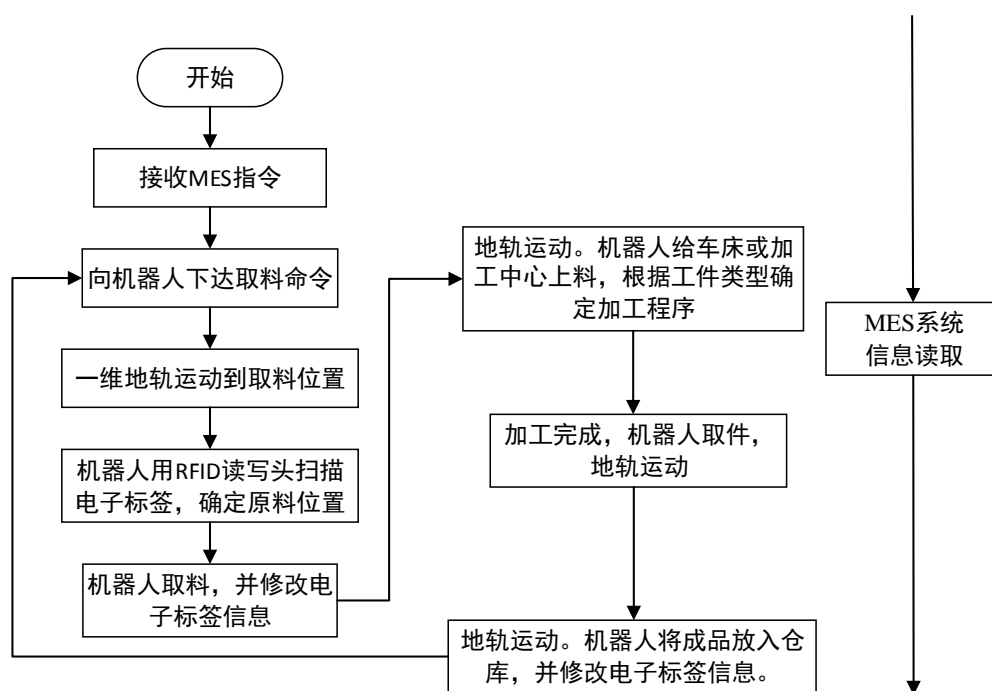 开始
接收MES指令
向机器人下达取料命令
一维地轨运动到取料位置
机器人用RFID读写头扫描
电子标签，确定原料位置
机器人取料，并修改电
子标签信息
地轨运动。机器人给车床或加
工中心上料，根据工件类型确
定加工程序
加工完成，机器人取件，
地轨运动
地轨运动。机器人将成品放入仓
库，并修改电子标签信息。
MES系统
信息读取